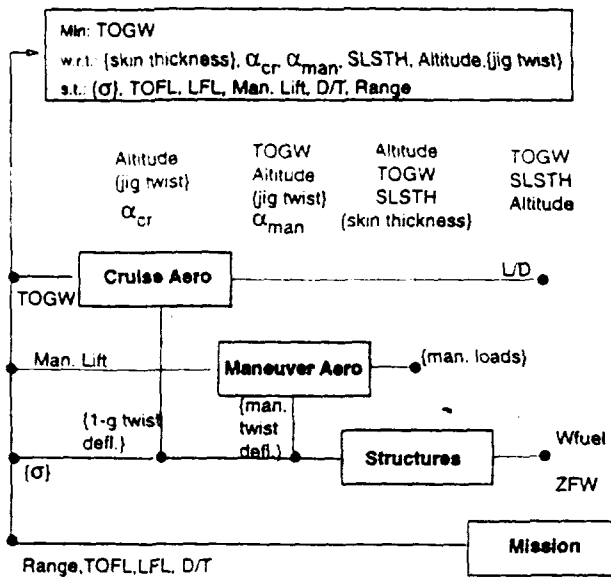 Min: TOGW
w.r.t.: {skin thickness}, αcr, αman, SLSTH, Altitude,{jig twist}
s.t.: {σ}, TOFL, LFL, Man. Lift, D/T, Range
Altitude
{jig twist}
αcr
TOGW
Altitude
{jig twist}
αman
Altitude
TOGW
SLSTH
{skin thickness}
TOGW
SLSTH
Altitude
Cruise Aero
L/D
TOGW
Man. Lift
Maneuver Aero
{man. loads}
{1-g twist
defl.}
{man.
twist
defl.}
Structures
Wfuel
ZFW
{σ}
Mission
Range,TOFL,LFL, D/T